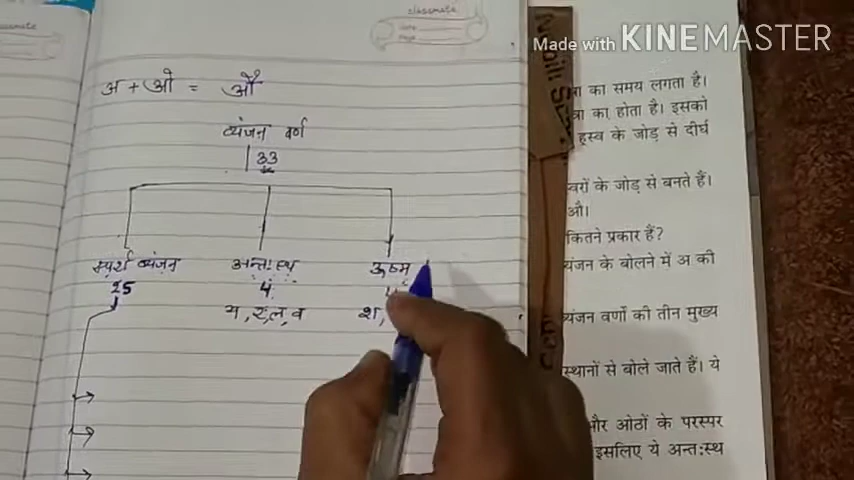 classmate
Made with KINEMASTER
अ + ओ = औ
व्यंजन वर्ण
33
स्पर्श व्यंजन अन्तःस्थ ऊष्म
25 4 4
य, र, ल, व श,
का समय लगता है।
का होता है। इसको
ह्रस्व के जोड़ से दीर्घ
स्वरों के जोड़ से बनते हैं।
औ।
कितने प्रकार हैं?
व्यंजन के बोलने में अ की
व्यंजन वर्णों की तीन मुख्य
स्थानों से बोले जाते हैं। ये
और ओठों के परस्पर
इसलिए ये अन्तःस्थ